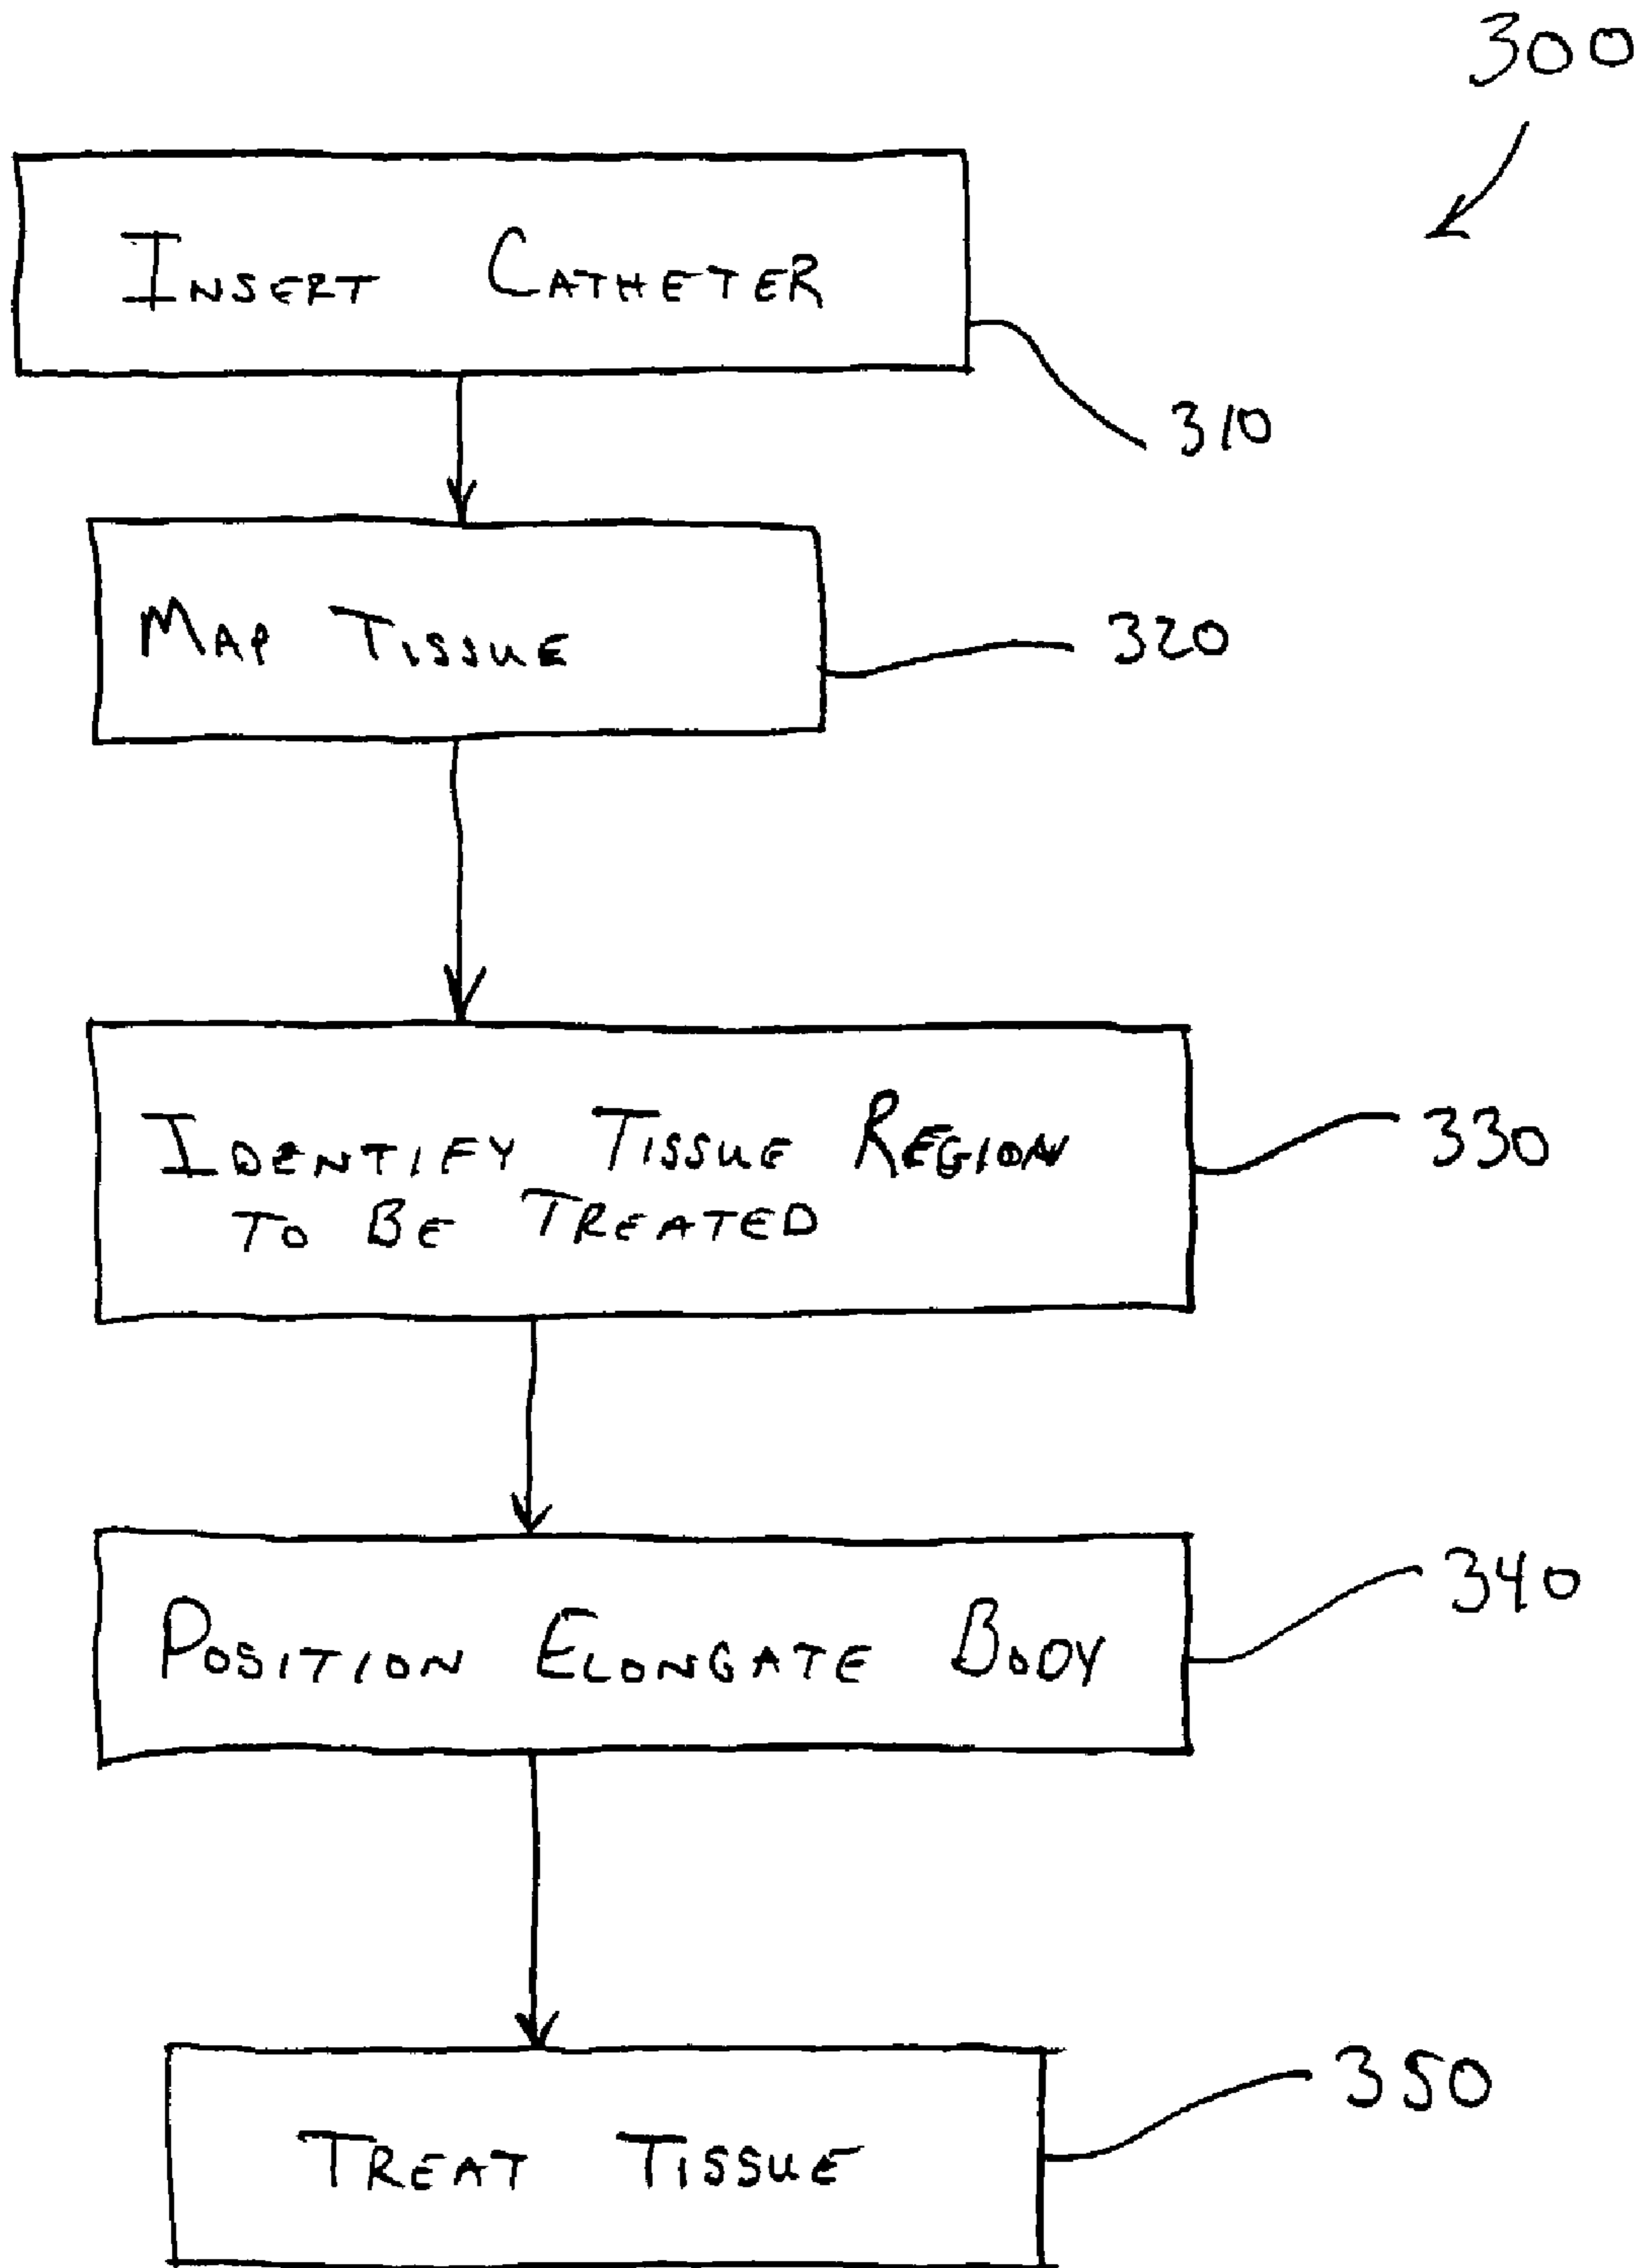 300
INSERT CATHETER
310
MAP TISSUE
320
IDENTIFY TISSUE REGION
TO BE TREATED
330
POSITION ELONGATE BODY
340
TREAT TISSUE
350